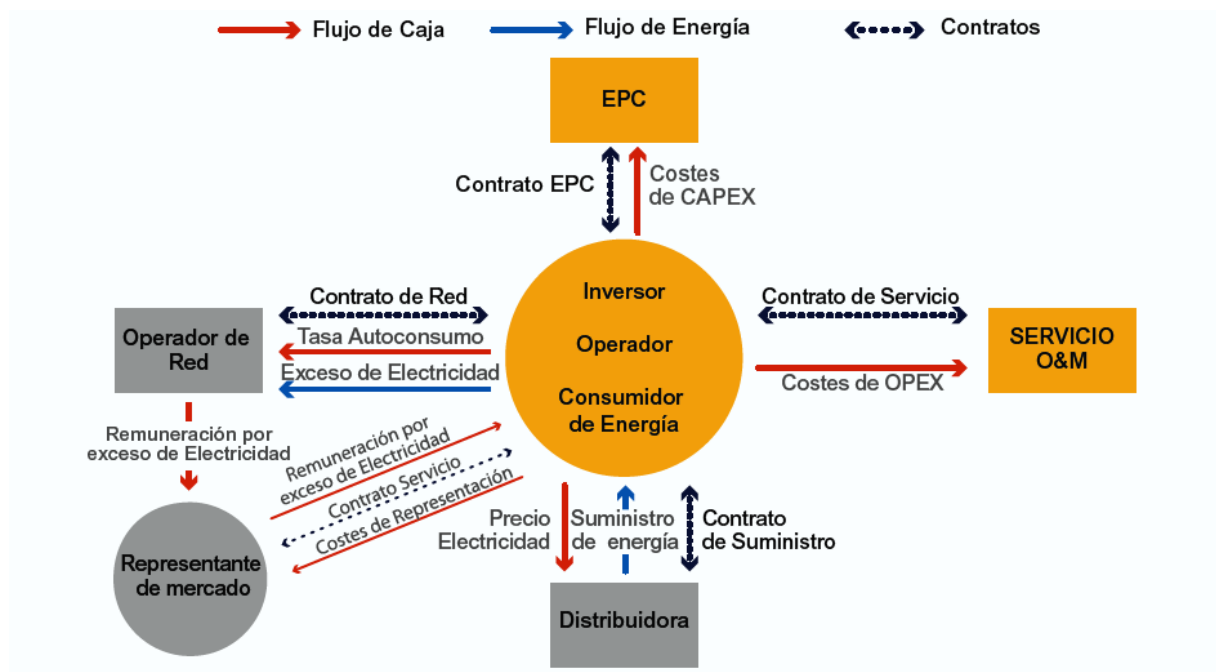 Flujo de Caja
Flujo de Energía
Contratos
EPC
Contrato EPC
Costes
de CAPEX
Inversor
Operador
Consumidor
de Energía
Contrato de Red
Tasa Autoconsumo
Exceso de Electricidad
Operador de
Red
Contrato de Servicio
Costes de OPEX
SERVICIO
O&M
Remuneración por
exceso de Electricidad
Remuneración por
exceso de Electricidad
Contrato Servicio
Costes de Representación
Representante
de mercado
Precio
Electricidad
Suministro
de energía
Contrato
de Suministro
Distribuidora